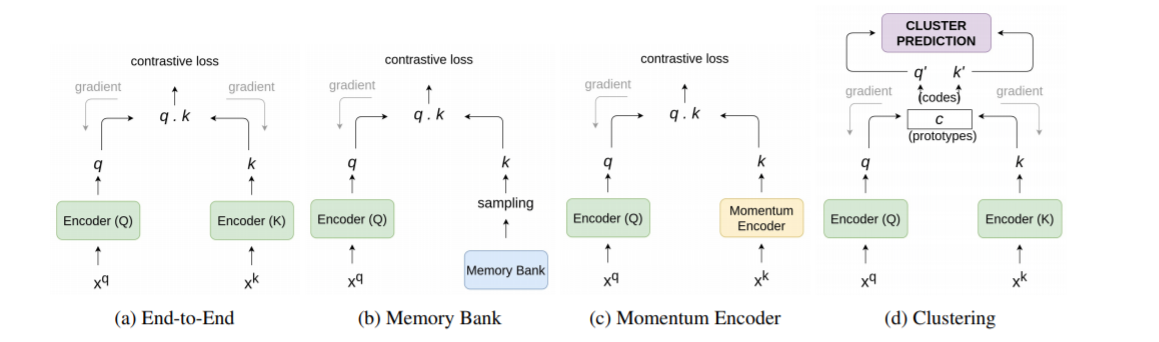 contrastive loss
gradient
gradient
q . k
q
k
Encoder (Q)
Encoder (K)
xq
xk
(a) End-to-End
contrastive loss
gradient
q . k
q
k
sampling
Encoder (Q)
Memory Bank
xq
(b) Memory Bank
contrastive loss
gradient
q . k
q
k
Encoder (Q)
Momentum
Encoder
xq
xk
(c) Momentum Encoder
CLUSTER
PREDICTION
q' k'
gradient
(codes)
gradient
c
(prototypes)
q
k
Encoder (Q)
Encoder (K)
xq
xk
(d) Clustering